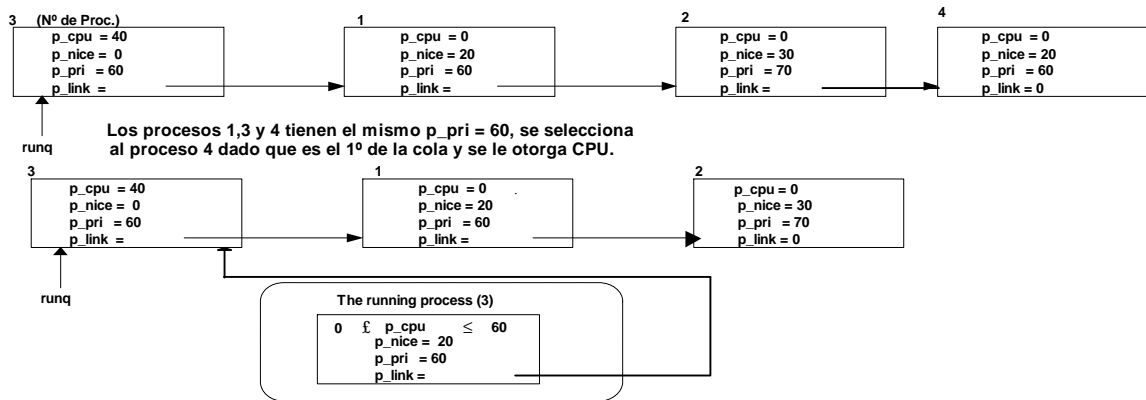 3 (Nº de Proc.)
p_cpu = 40
p_nice = 0
p_pri = 60
p_link =
1
p_cpu = 0
p_nice = 20
p_pri = 60
p_link =
2
p_cpu = 0
p_nice = 30
p_pri = 70
p_link =
4
p_cpu = 0
p_nice = 20
p_pri = 60
p_link = 0
runq
Los procesos 1,3 y 4 tienen el mismo p_pri = 60, se selecciona
al proceso 4 dado que es el 1º de la cola y se le otorga CPU.
3
p_cpu = 40
p_nice = 0
p_pri = 60
p_link =
1
p_cpu = 0
p_nice = 20
p_pri = 60
p_link =
2
p_cpu = 0
p_nice = 30
p_pri = 70
p_link = 0
runq
The running process (3)
0 £ p_cpu ≤ 60
p_nice = 20
p_pri = 60
p_link =